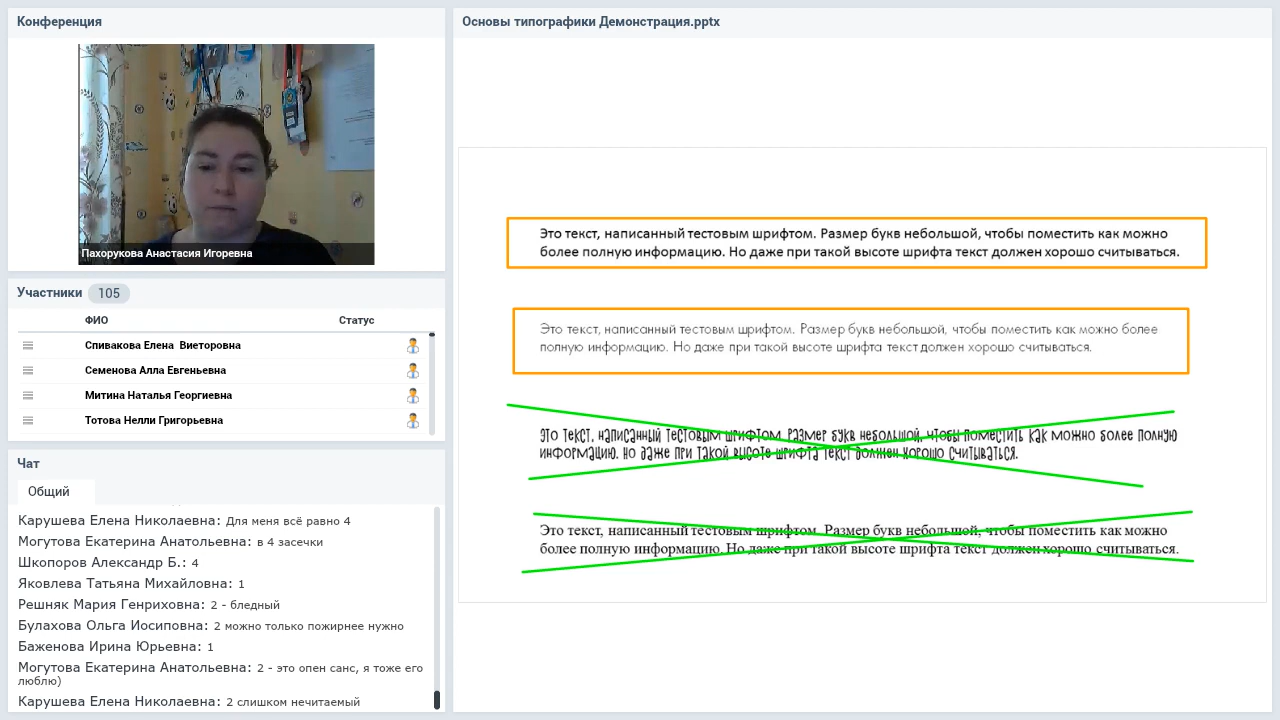 Конференция
Пахорукова Анастасия Игоревна
Участники 105
ФИО Статус
Спивакова Елена Виеторовна
Семенова Алла Евгеньевна
Митина Наталья Георгиевна
Тотова Нелли Григорьевна
Чат
Общий
Карушева Елена Николаевна: Для меня всё равно 4
Могутова Екатерина Анатольевна: в 4 засечки
Шкопоров Александр Б.: 4
Яковлева Татьяна Михайловна: 1
Решняк Мария Генриховна: 2 - бледный
Булахова Ольга Иосиповна: 2 можно только пожирнее нужно
Баженова Ирина Юрьевна: 1
Могутова Екатерина Анатольевна: 2 - это опен санс, я тоже его
люблю)
Карушева Елена Николаевна: 2 слишком нечитаемый
Основы типографики Демонстрация.pptx
Это текст, написанный тестовым шрифтом. Размер букв небольшой, чтобы поместить как можно
более полную информацию. Но даже при такой высоте шрифта текст должен хорошо считываться.
Это текст, написанный тестовым шрифтом. Размер букв небольшой, чтобы поместить как можно более
полную информацию. Но даже при такой высоте шрифта текст должен хорошо считываться.
Это текст, написанный тестовым шрифтом. Размер букв небольшой, чтобы поместить как можно более полную
информацию. Но даже при такой высоте шрифта текст должен хорошо считываться.
Это текст, написанный тестовым шрифтом. Размер букв небольшой, чтобы поместить как можно
более полную информацию. Но даже при такой высоте шрифта текст должен хорошо считываться.